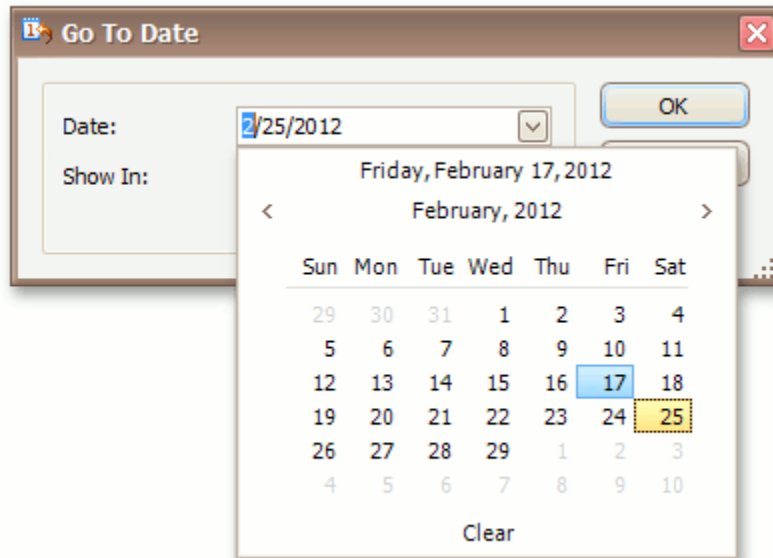 Go To Date
Date:
2/25/2012
OK
Show In:
Friday, February 17, 2012
February, 2012
Sun Mon Tue Wed Thu Fri Sat
29 30 31 1 2 3 4
5 6 7 8 9 10 11
12 13 14 15 16 17 18
19 20 21 22 23 24 25
26 27 28 29 1 2 3
4 5 6 7 8 9 10
Clear